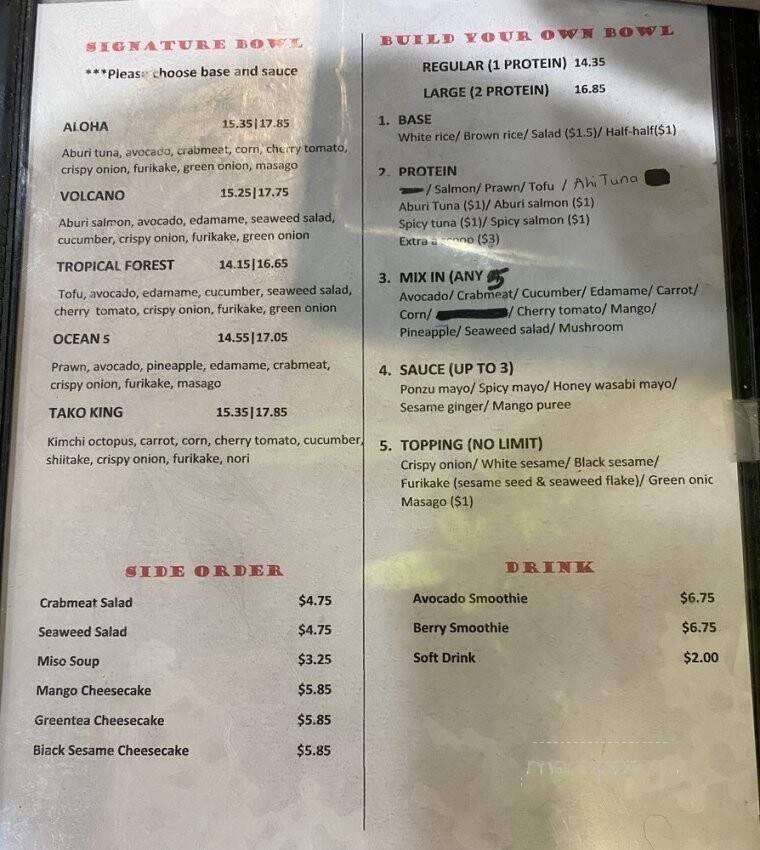 SIGNATURE BOWL
***Please choose base and sauce
ALOHA 15.35|17.85
Aburi tuna, avocado, crabmeat, corn, cherry tomato,
crispy onion, furikake, green onion, masago
VOLCANO 15.25|17.75
Aburi salmon, avocado, edamame, seaweed salad,
cucumber, crispy onion, furikake, green onion
TROPICAL FOREST 14.15|16.65
Tofu, avocado, edamame, cucumber, seaweed salad,
cherry tomato, crispy onion, furikake, green onion
OCEAN 5 14.55|17.05
Prawn, avocado, pineapple, edamame, crabmeat,
crispy onion, furikake, masago
TAKO KING 15.35|17.85
Kimchi octopus, carrot, corn, cherry tomato, cucumber,
shiitake, crispy onion, furikake, nori
SIDE ORDER
Crabmeat Salad $4.75
Seaweed Salad $4.75
Miso Soup $3.25
Mango Cheesecake $5.85
Greentea Cheesecake $5.85
Black Sesame Cheesecake $5.85
BUILD YOUR OWN BOWL
REGULAR (1 PROTEIN) 14.35
LARGE (2 PROTEIN) 16.85
1. BASE
White rice/ Brown rice/ Salad ($1.5)/ Half-half($1)
2. PROTEIN
/ Salmon/ Prawn/ Tofu / Ahi Tuna
Aburi Tuna ($1)/ Aburi salmon ($1)
Spicy tuna ($1)/ Spicy salmon ($1)
Extra a scoop ($3)
3. MIX IN (ANY 5
Avocado/ Crabmeat/ Cucumber/ Edamame/ Carrot/
Corn/ / Cherry tomato/ Mango/
Pineapple/ Seaweed salad/ Mushroom
4. SAUCE (UP TO 3)
Ponzu mayo/ Spicy mayo/ Honey wasabi mayo/
Sesame ginger/ Mango puree
5. TOPPING (NO LIMIT)
Crispy onion/ White sesame/ Black sesame/
Furikake (sesame seed & seaweed flake)/ Green onic
Masago ($1)
DRINK
Avocado Smoothie $6.75
Berry Smoothie $6.75
Soft Drink $2.00